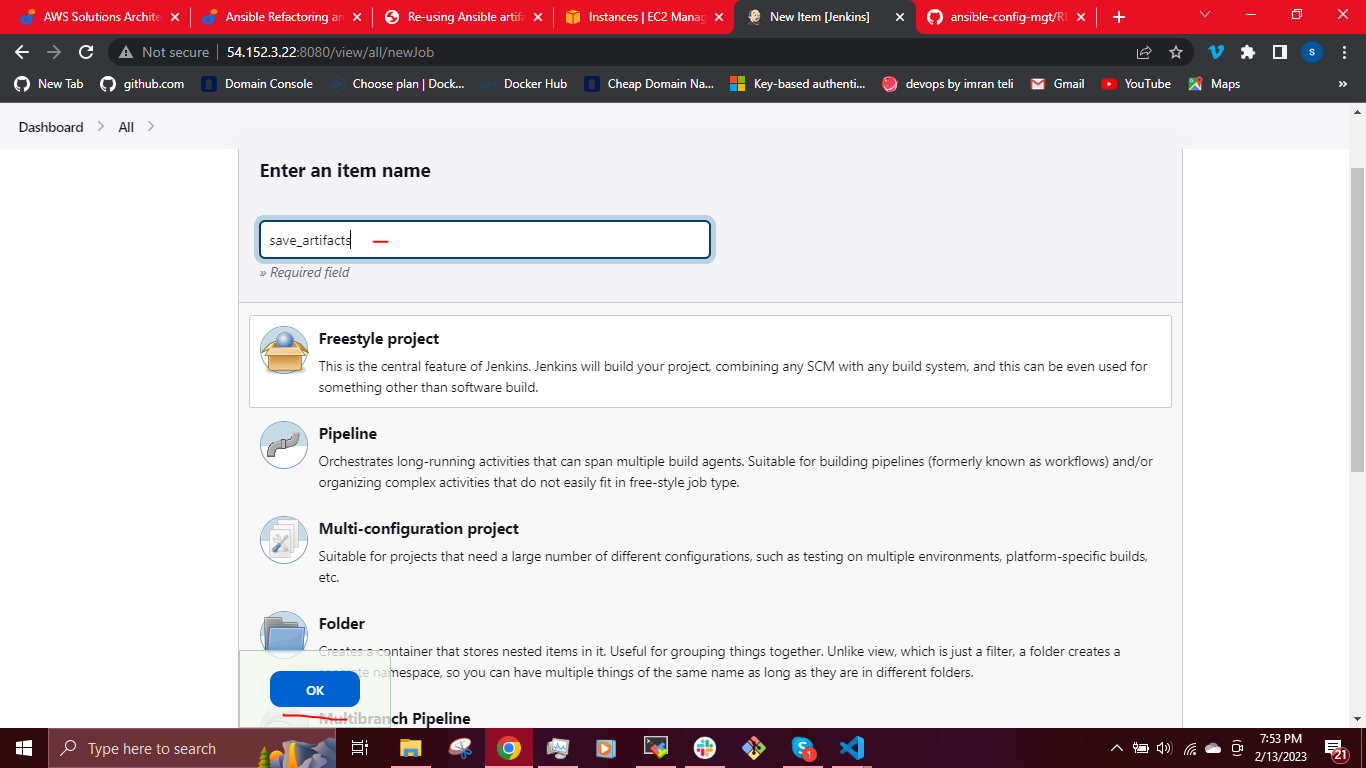 AWS Solutions Archite
Ansible Refactoring an
Re-using Ansible artifa
Instances | EC2 Manag
New Item [Jenkins]
ansible-config-mgt/RE
Not secure
54.152.3.22:8080/view/all/newJob
S
New Tab
github.com
Domain Console
Choose plan | Dock...
Docker Hub
Cheap Domain Na...
Key-based authenti...
devops by imran teli
Gmail
YouTube
Maps
»
Dashboard
All
Enter an item name
save_artifacts
» Required field
Freestyle project
This is the central feature of Jenkins. Jenkins will build your project, combining any SCM with any build system, and this can be even used for
something other than software build.
Pipeline
Orchestrates long-running activities that can span multiple build agents. Suitable for building pipelines (formerly known as workflows) and/or
organizing complex activities that do not easily fit in free-style job type.
Multi-configuration project
Suitable for projects that need a large number of different configurations, such as testing on multiple environments, platform-specific builds,
etc.
Folder
Creates a container that stores nested items in it. Useful for grouping things together. Unlike view, which is just a filter, a folder creates a
separate namespace, so you can have multiple things of the same name as long as they are in different folders.
OK
Multibranch Pipeline
Type here to search
1
7:53 PM
2/13/2023
21